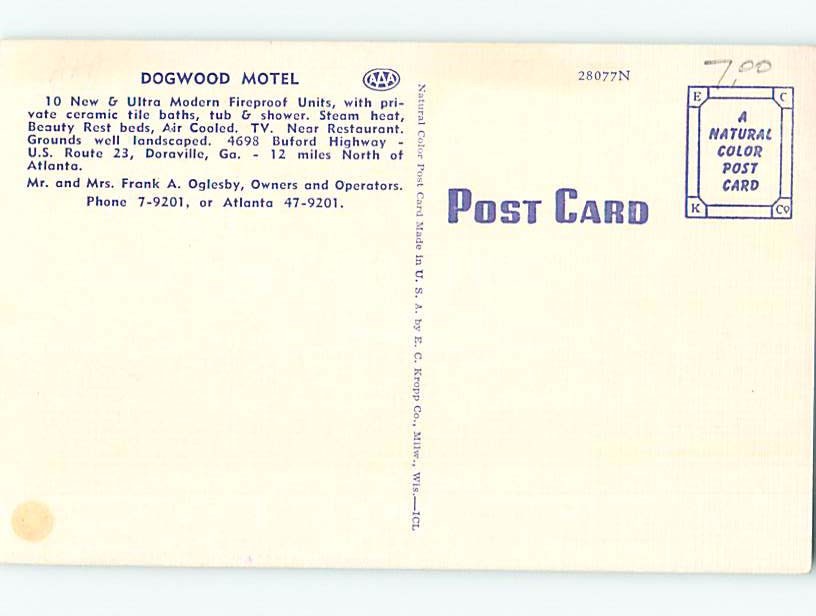 DOGWOOD MOTEL
AAA
10 New & Ultra Modern Fireproof Units, with pri-
vate ceramic tile baths, tub & shower. Steam heat,
Beauty Rest beds, Air Cooled. TV. Near Restaurant.
Grounds well landscaped. 4698 Buford Highway -
U.S. Route 23, Doraville, Ga. - 12 miles North of
Atlanta.
Mr. and Mrs. Frank A. Oglesby, Owners and Operators.
Phone 7-9201, or Atlanta 47-9201.
Natural Color Post Card Made in U. S. A. by E. C. Kropp Co., Milw., Wis.—ICL
28077N
7.00
POST CARD
E C
A
NATURAL
COLOR
POST
CARD
K Co